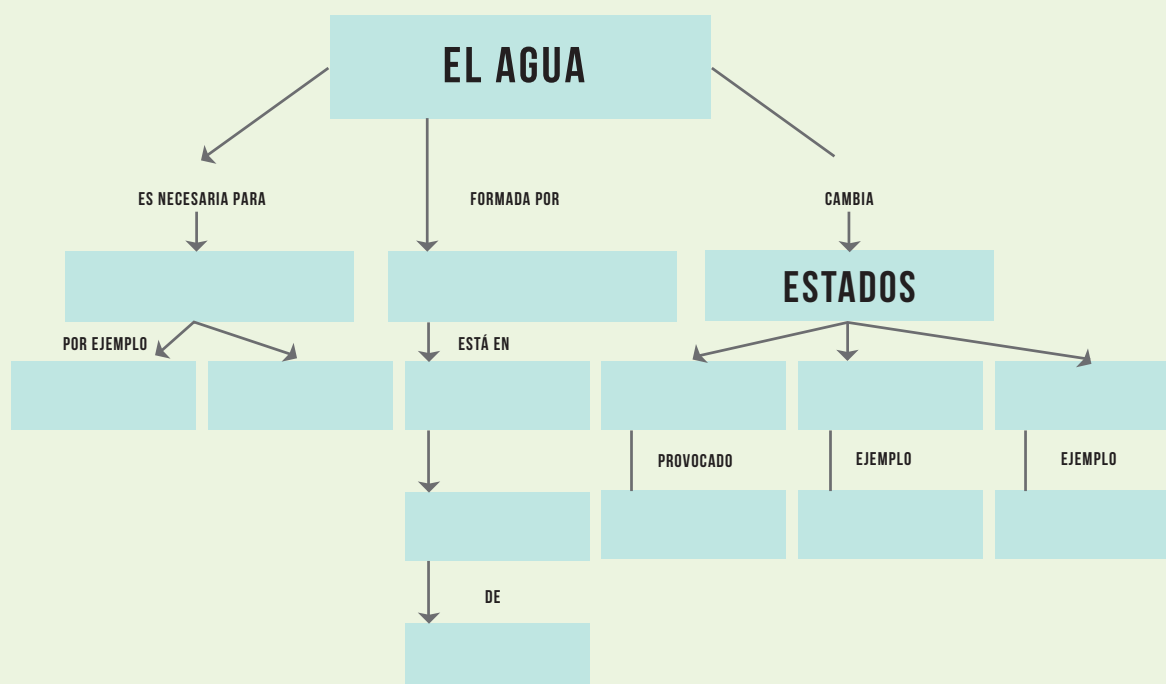 EL AGUA
ES NECESARIA PARA
FORMADA POR
CAMBIA
ESTADOS
POR EJEMPLO
ESTÁ EN
PROVOCADO
EJEMPLO
EJEMPLO
DE